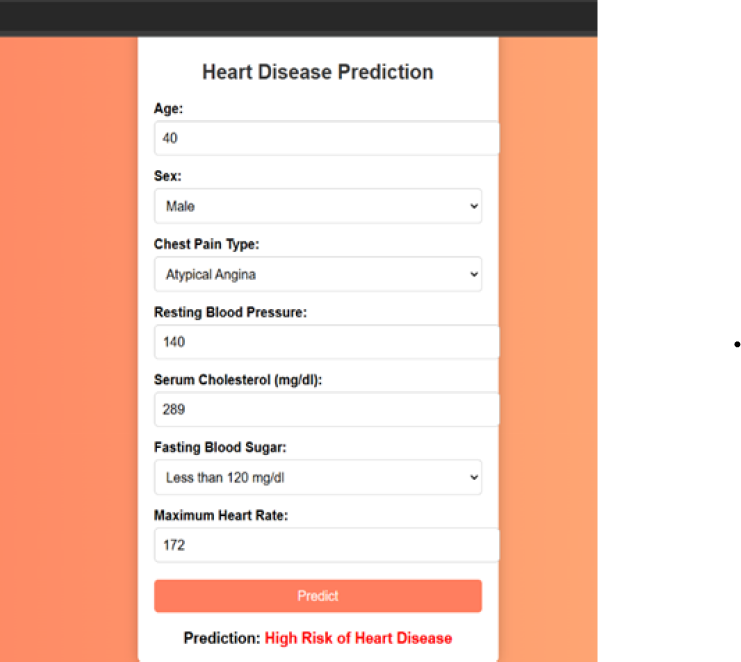 Heart Disease Prediction
Age:
40
Sex:
Male
Chest Pain Type:
Atypical Angina
Resting Blood Pressure:
140
Serum Cholesterol (mg/dl):
289
Fasting Blood Sugar:
Less than 120 mg/dl
Maximum Heart Rate:
172
Predict
Prediction: High Risk of Heart Disease